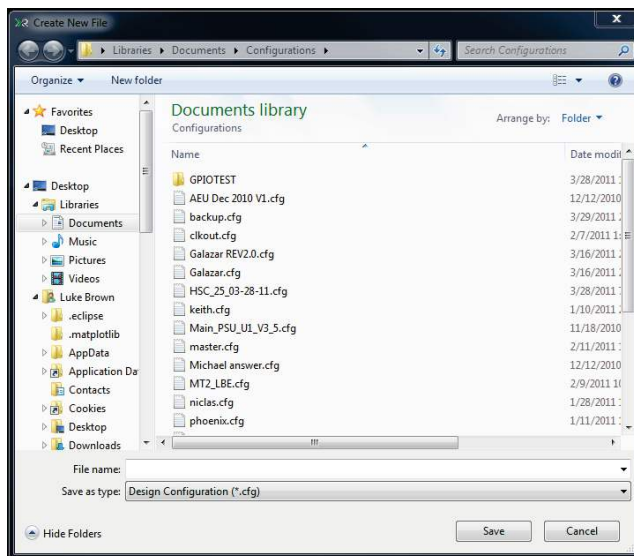 Create New File
Libraries Documents Configurations Search Configurations
Organize New folder
Favorites
Desktop
Recent Places
Desktop
Libraries
Documents
Music
Pictures
Videos
Luke Brown
.eclipse
.matplotlib
AppData
Application Da
Contacts
Cookies
Desktop
Downloads
Documents library
Configurations
Arrange by: Folder
Name Date modif
GPIOTEST 3/28/2011
AEU Dec 2010 V1.cfg 12/12/2010
backup.cfg 3/29/2011
clkout.cfg 2/7/2011 1:
Galazar REV2.0.cfg 3/16/2011
Galazar.cfg 3/16/2011
HSC_25_03-28-11.cfg 3/28/2011
keith.cfg 1/10/2011
Main_PSU_U1_V3_5.cfg 11/18/2010
master.cfg 2/11/2011
Michael answer.cfg 12/12/2010
MT2_LBE.cfg 2/9/2011 10
niclas.cfg 1/28/2011
phoenix.cfg 1/11/2011
File name:
Save as type: Design Configuration (*.cfg)
Hide Folders Save Cancel